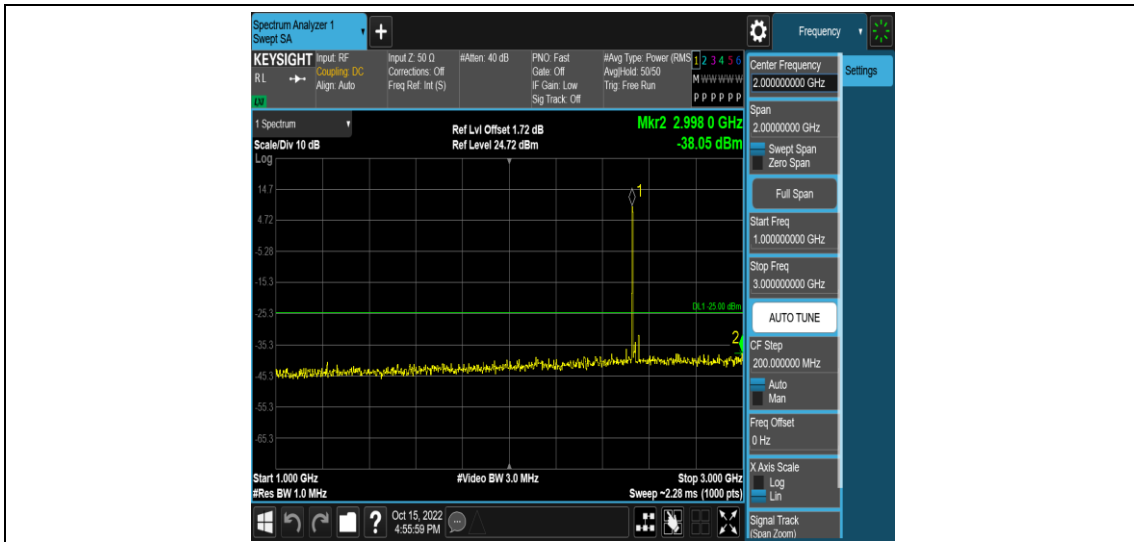 Spectrum Analyzer 1
Swept SA
+
Frequency
KEYSIGHT
Input: RF
Input Z: 50 Ω
#Atten: 40 dB
PNO: Fast
#Avg Type: Power (RMS
1 2 3 4 5 6
RL
Coupling: DC
Corrections: Off
Gate: Off
Avg|Hold: 50/50
M W W W W W
Align: Auto
Freq Ref: Int (S)
IF Gain: Low
Trig: Free Run
LXI
Sig Track: Off
P P P P P P
Center Frequency
2.000000000 GHz
Settings
Span
2.00000000 GHz
Swept Span
Zero Span
Full Span
Start Freq
1.000000000 GHz
Stop Freq
3.000000000 GHz
AUTO TUNE
CF Step
200.000000 MHz
Auto
Man
Freq Offset
0 Hz
X Axis Scale
Log
Lin
Signal Track
(Span Zoom)
1 Spectrum
Ref Lvl Offset 1.72 dB
Mkr2 2.998 0 GHz
Scale/Div 10 dB
Ref Level 24.72 dBm
-38.05 dBm
Log
14.7
1
4.72
-5.28
-15.3
DL1 -25.00 dBm
-25.3
2
-35.3
-45.3
-55.3
-65.3
Start 1.000 GHz
#Video BW 3.0 MHz
Stop 3.000 GHz
#Res BW 1.0 MHz
Sweep ~2.28 ms (1000 pts)
?
Oct 15, 2022
4:55:59 PM